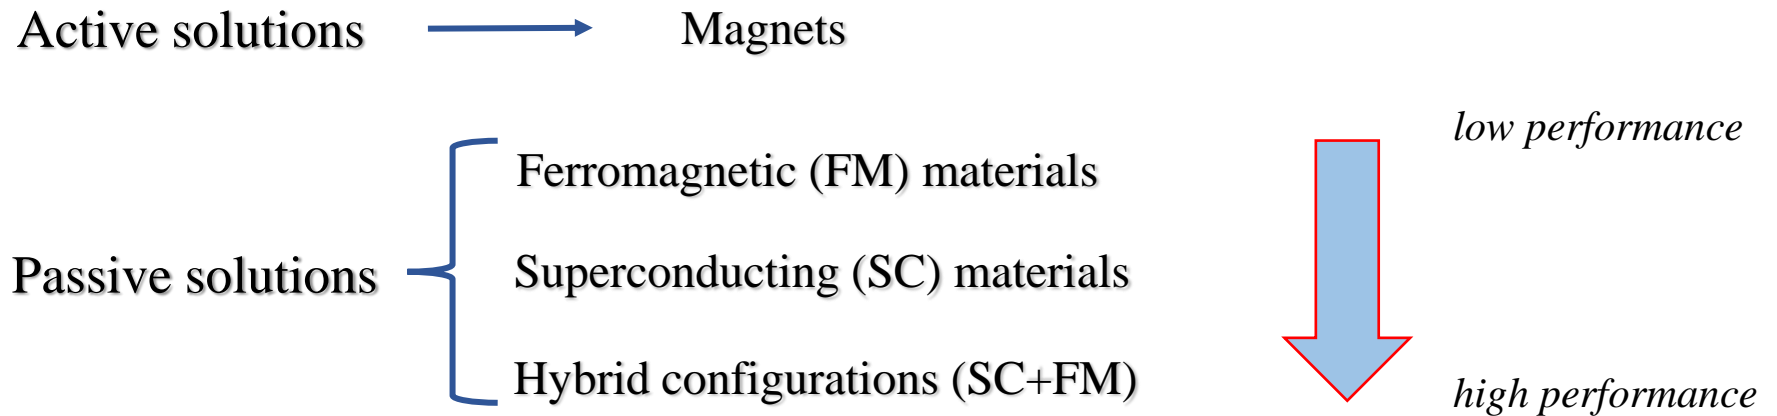 Active solutions
Magnets
low performance
Ferromagnetic (FM) materials
Passive solutions
Superconducting (SC) materials
Hybrid configurations (SC+FM)
high performance